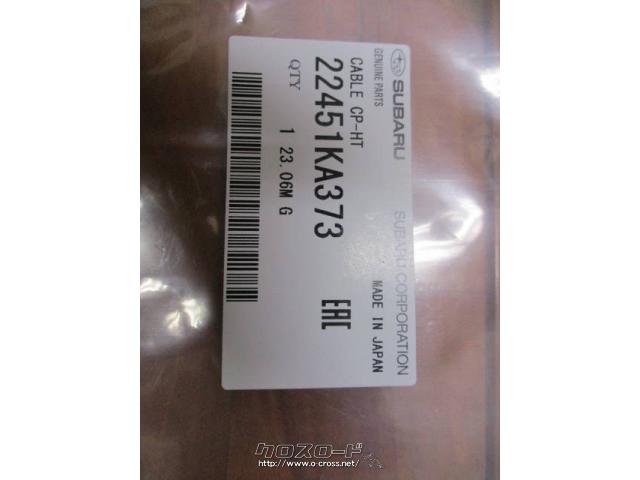 SUBARU SUBARU CORPORATION
GENUINE PARTS MADE IN JAPAN
CABLE CP-HT
22451KA373 EAC
QTY 1 23.06M G
クロスロード
http://www.o-cross.net/